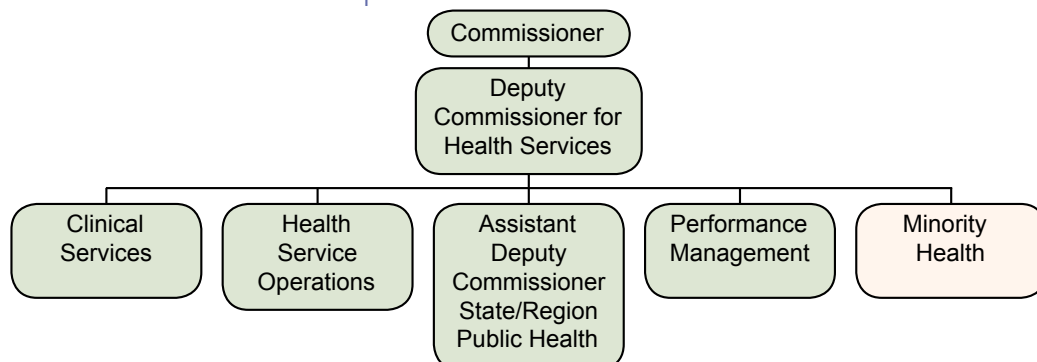 Commissioner
Deputy
Commissioner for
Health Services
Clinical
Services
Health
Service
Operations
Assistant
Deputy
Commissioner
State/Region
Public Health
Performance
Management
Minority
Health